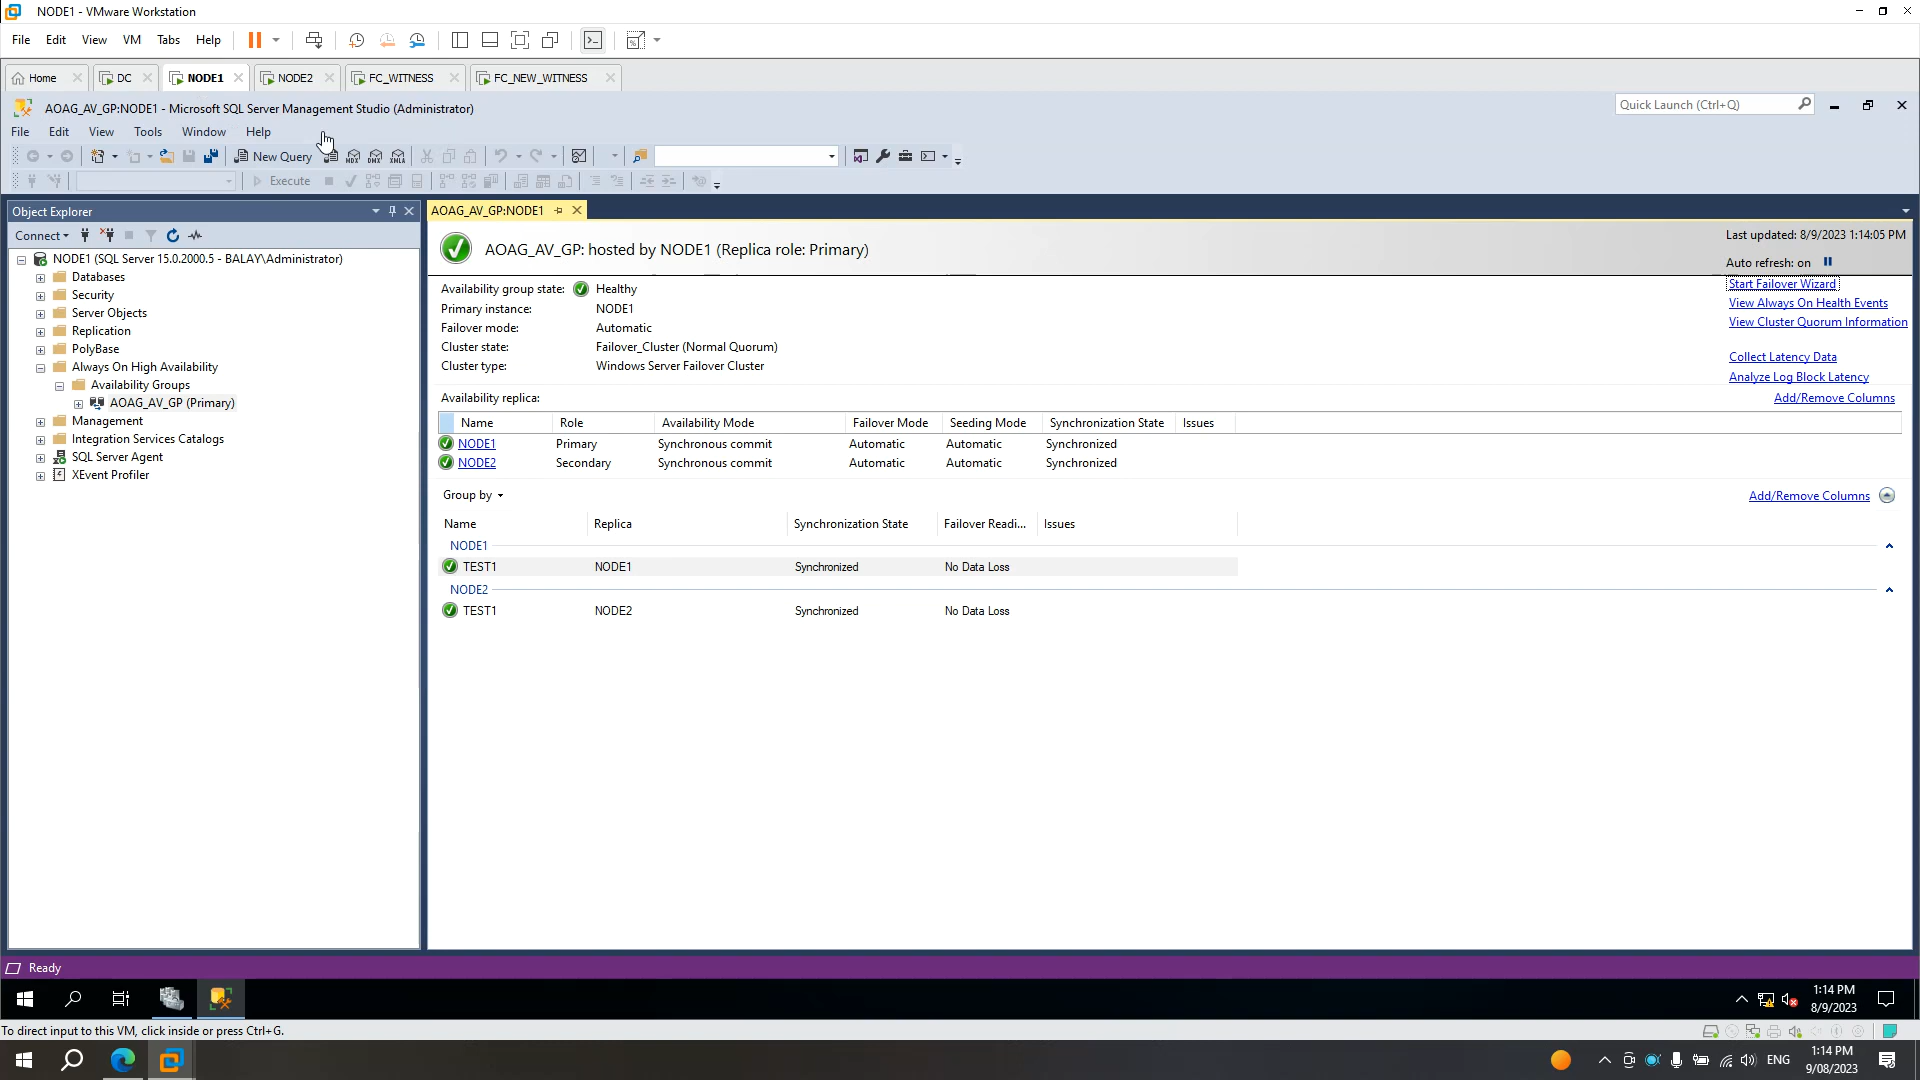 NODE1 - VMware Workstation
File Edit View VM Tabs Help
Home DC NODE1 NODE2 FC_WITNESS FC_NEW_WITNESS
AOAG_AV_GP:NODE1 - Microsoft SQL Server Management Studio (Administrator)
Quick Launch (Ctrl+Q)
File Edit View Tools Window Help
New Query
MDX DMX XMLA
Execute
Object Explorer
Connect
NODE1 (SQL Server 15.0.2000.5 - BALAY\Administrator)
Databases
Security
Server Objects
Replication
PolyBase
Always On High Availability
Availability Groups
AOAG_AV_GP (Primary)
Management
Integration Services Catalogs
SQL Server Agent
XEvent Profiler
AOAG_AV_GP:NODE1
AOAG_AV_GP: hosted by NODE1 (Replica role: Primary)
Last updated: 8/9/2023 1:14:05 PM
Auto refresh: on
Availability group state: Healthy
Primary instance: NODE1
Failover mode: Automatic
Cluster state: Failover_Cluster (Normal Quorum)
Cluster type: Windows Server Failover Cluster
Start Failover Wizard
View Always On Health Events
View Cluster Quorum Information
Collect Latency Data
Analyze Log Block Latency
Availability replica:
Add/Remove Columns
Name Role Availability Mode Failover Mode Seeding Mode Synchronization State Issues
NODE1 Primary Synchronous commit Automatic Automatic Synchronized
NODE2 Secondary Synchronous commit Automatic Automatic Synchronized
Group by
Add/Remove Columns
Name Replica Synchronization State Failover Readi... Issues
NODE1
TEST1 NODE1 Synchronized No Data Loss
NODE2
TEST1 NODE2 Synchronized No Data Loss
Ready
1:14 PM
8/9/2023
To direct input to this VM, click inside or press Ctrl+G.
ENG
1:14 PM
9/08/2023